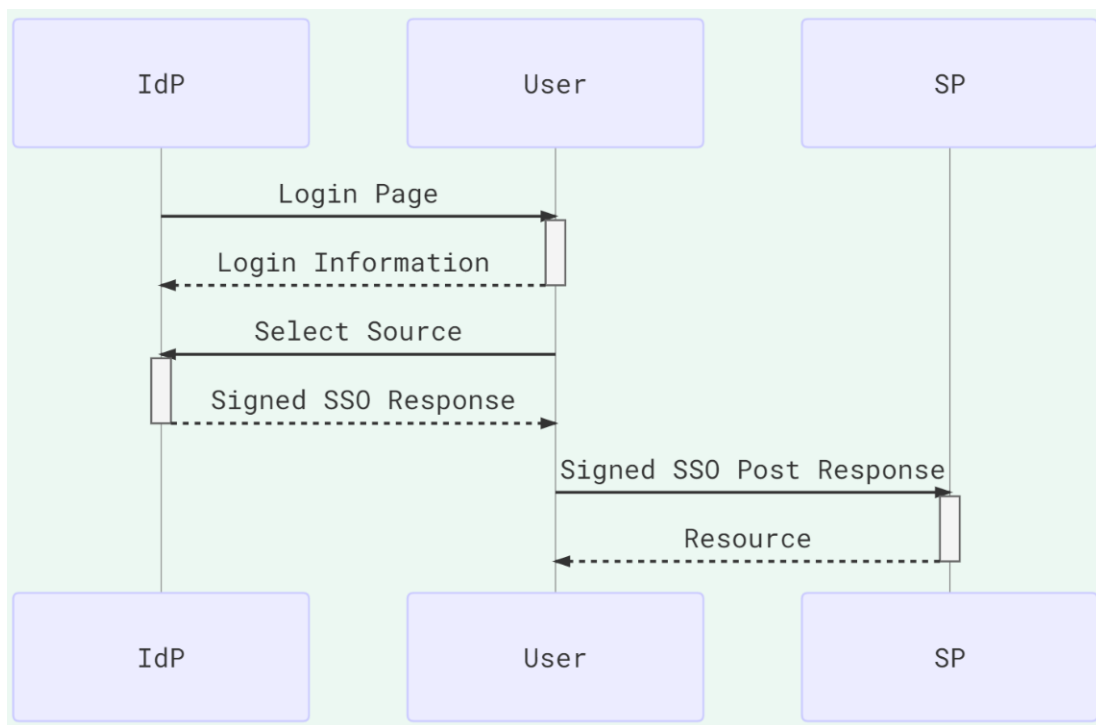 IdP
User
SP
Login Page
Login Information
Select Source
Signed SSO Response
Signed SSO Post Response
Resource
IdP
User
SP